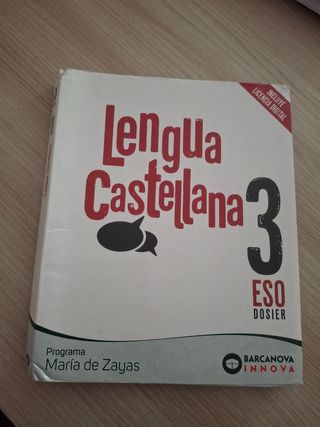 INCLUYE
LICENCIA DIGITAL
Lengua
Castellana
3
ESO
DOSIER
Programa
María de Zayas
BARCANOVA
INNOVA